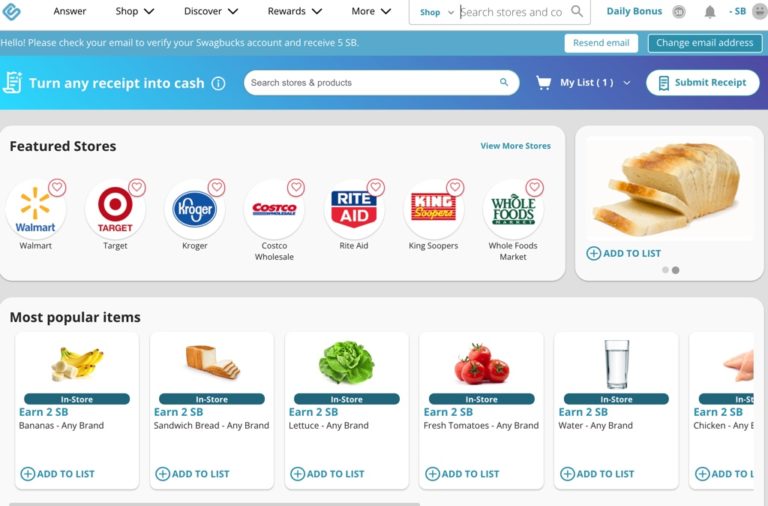 Answer
Shop
Discover
Rewards
More
Shop
Search stores and co
Daily Bonus
SB
- SB
Hello! Please check your email to verify your Swagbucks account and receive 5 SB.
Resend email
Change email address
Turn any receipt into cash
Search stores & products
My List ( 1 )
Submit Receipt
Featured Stores
View More Stores
Walmart
TARGET
Kroger
COSTCO
WHOLESALE
RITE
AID
KING
Soopers
WHOLE
FOODS
MARKET
Walmart
Target
Kroger
Costco
Wholesale
Rite Aid
King Soopers
Whole Foods
Market
ADD TO LIST
Most popular items
In-Store
Earn 2 SB
Bananas - Any Brand
ADD TO LIST
In-Store
Earn 2 SB
Sandwich Bread - Any Brand
ADD TO LIST
In-Store
Earn 2 SB
Lettuce - Any Brand
ADD TO LIST
In-Store
Earn 2 SB
Fresh Tomatoes - Any Brand
ADD TO LIST
In-Store
Earn 2 SB
Water - Any Brand
ADD TO LIST
In-Sto
Earn 2 SB
Chicken - Any
ADD TO LI